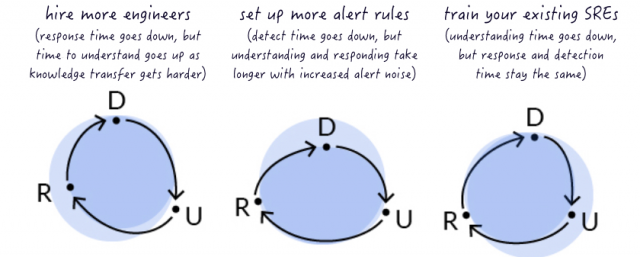 hire more engineers
(response time goes down, but
time to understand goes up as
knowledge transfer gets harder)
D
R
U
set up more alert rules
(detect time goes down, but
understanding and responding take
longer with increased alert noise)
D
R
U
train your existing SREs
(understanding time goes down,
but response and detection
time stay the same)
D
R
U